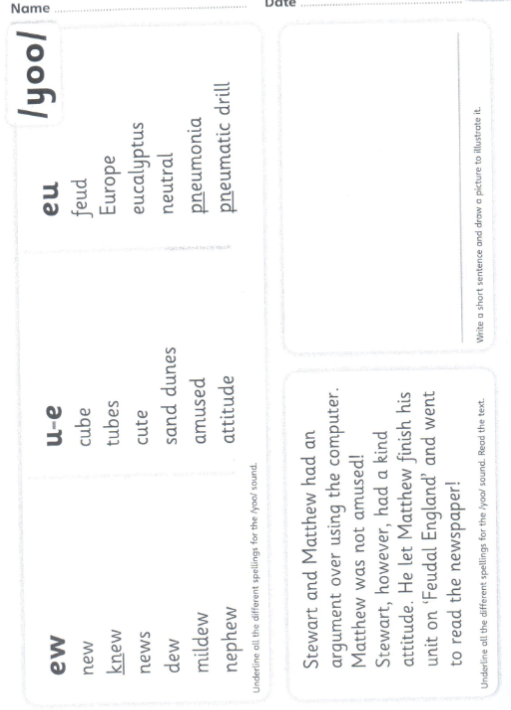 Name
Date
/yoo/
ew
new
knew
news
dew
mildew
nephew
u-e
cube
tubes
cute
sand dunes
amused
attitude
eu
feud
Europe
eucalyptus
neutral
pneumonia
pneumatic drill
Underline all the different spellings for the /yoo/ sound.
Stewart and Matthew had an
argument over using the computer.
Matthew was not amused!
Stewart, however, had a kind
attitude. He let Matthew finish his
unit on ‘Feudal England’ and went
to read the newspaper!
Underline all the different spellings for the /yoo/ sound. Read the text.
Write a short sentence and draw a picture to illustrate it.